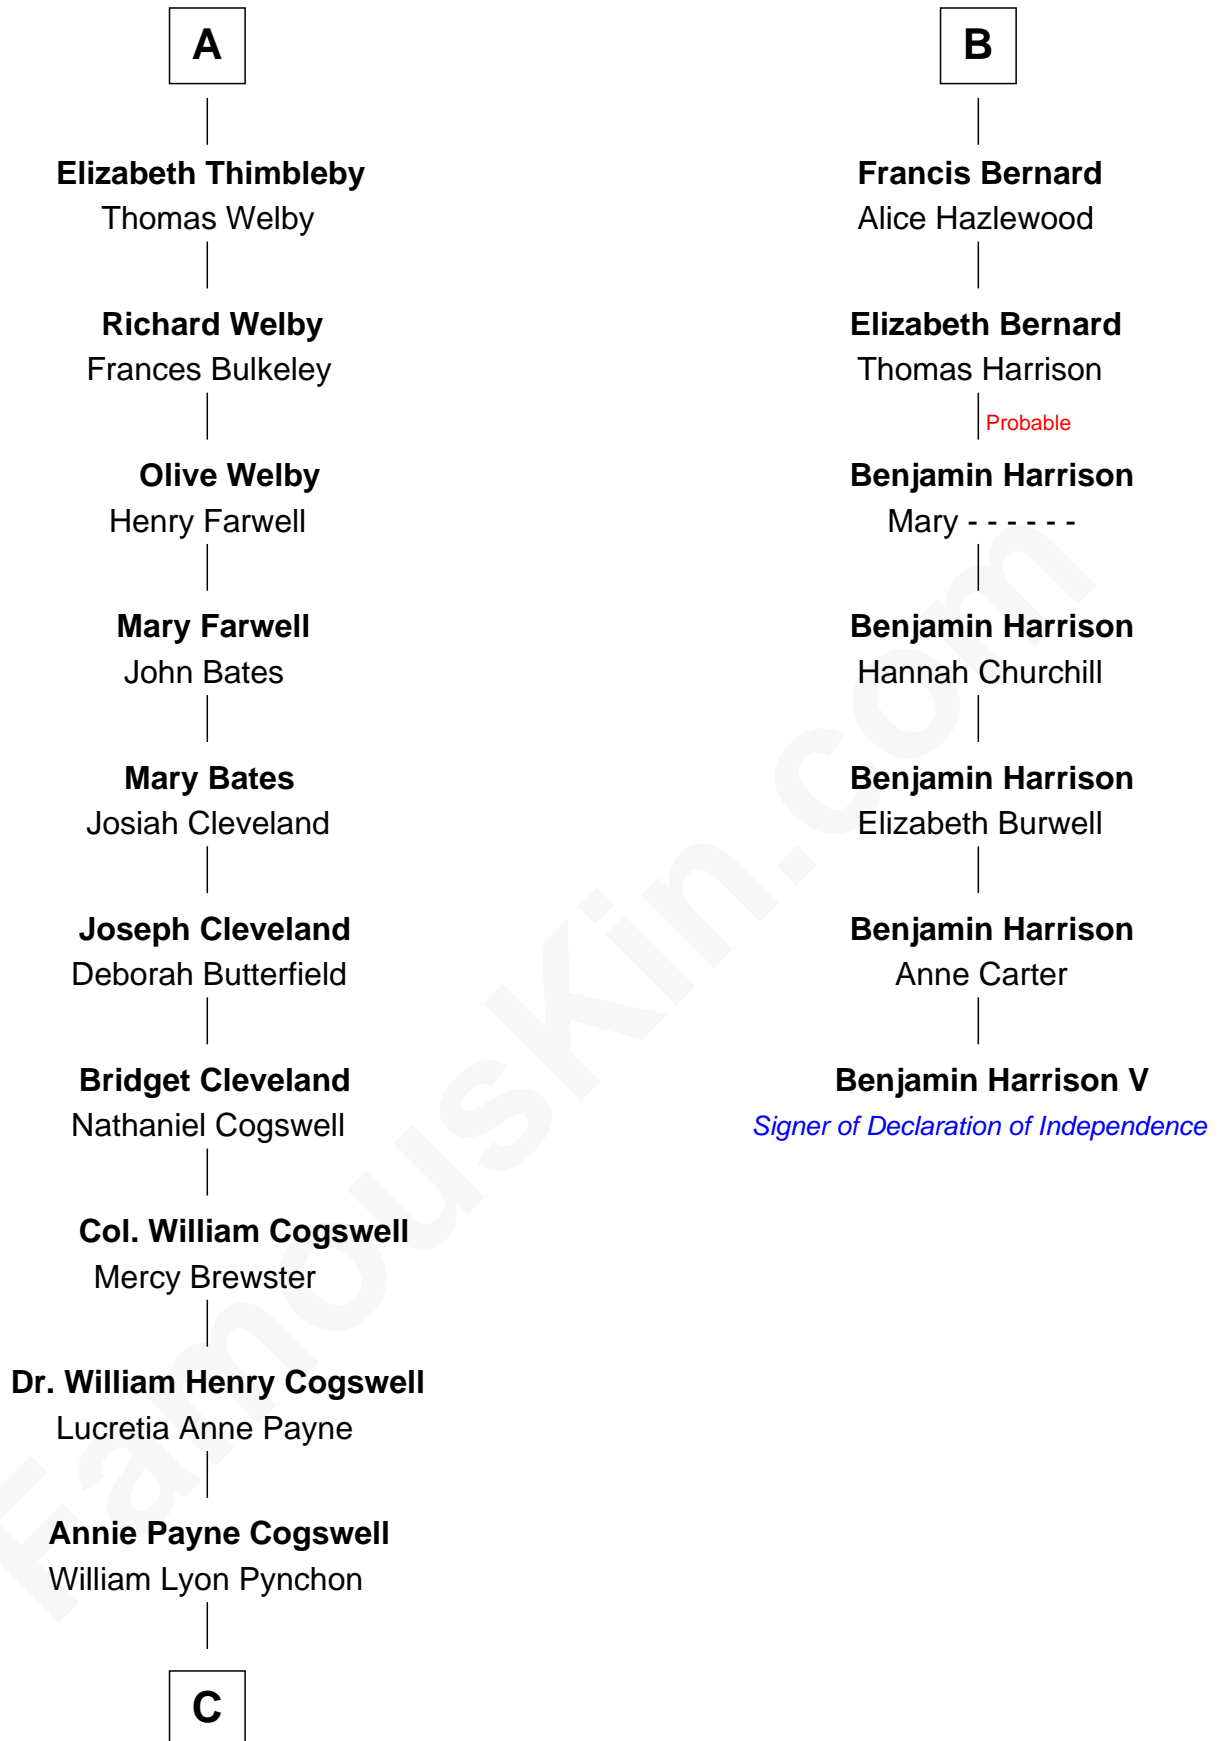 A
Elizabeth Thimbleby
Thomas Welby
Richard Welby
Frances Bulkeley
Olive Welby
Henry Farwell
Mary Farwell
John Bates
Mary Bates
Josiah Cleveland
Joseph Cleveland
Deborah Butterfield
Bridget Cleveland
Nathaniel Cogswell
Col. William Cogswell
Mercy Brewster
Dr. William Henry Cogswell
Lucretia Anne Payne
Annie Payne Cogswell
William Lyon Pynchon
C
B
Francis Bernard
Alice Hazlewood
Elizabeth Bernard
Thomas Harrison
Probable
Benjamin Harrison
Mary - - - - - -
Benjamin Harrison
Hannah Churchill
Benjamin Harrison
Elizabeth Burwell
Benjamin Harrison
Anne Carter
Benjamin Harrison V
Signer of Declaration of Independence
FamousKin.com